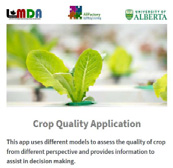 LOMDA
UNIVERSITY OF
ALBERTA
Crop Quality Application
This app uses different models to assess the quality of crop
from different perspective and provides information to
assist in decision making.